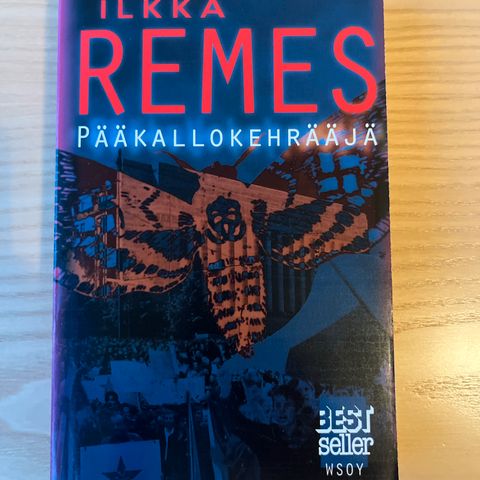 ILKKA
REMES
PÄÄKALLOKEHRÄÄJÄ
BEST
seller
WSOY